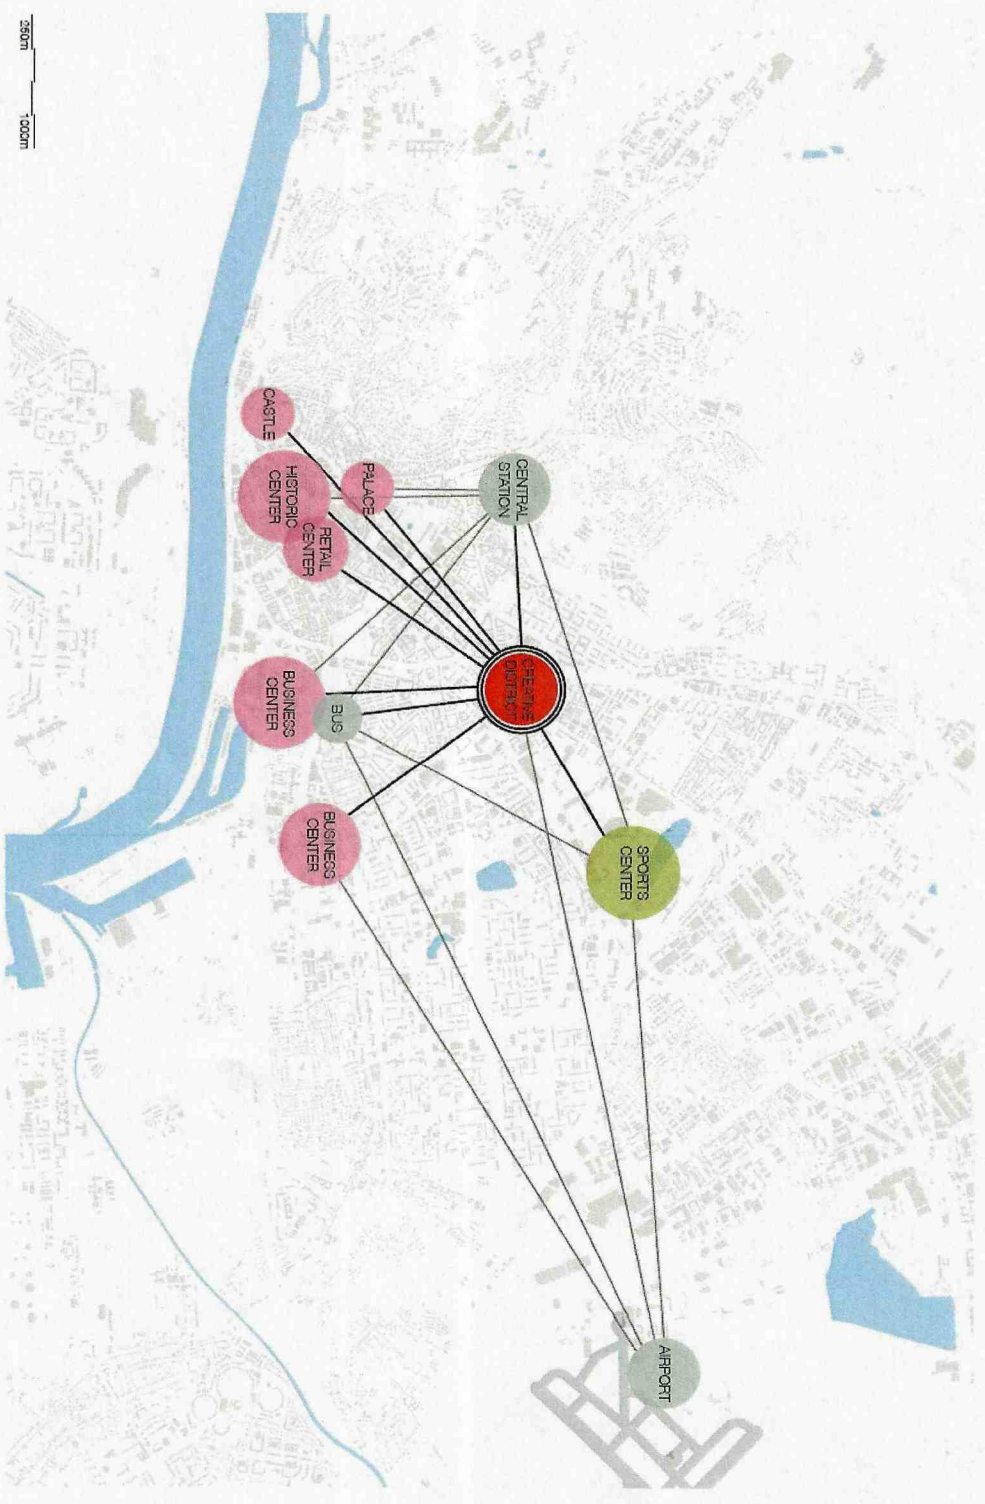 CASTLE
HISTORIC
CENTER
PALACE
RETAIL
CENTER
CENTRAL
STATION
CREATIVE
DISTRICT
BUSINESS
CENTER
BUS
BUSINESS
CENTER
SPORTS
CENTER
AIRPORT
250m
1000m